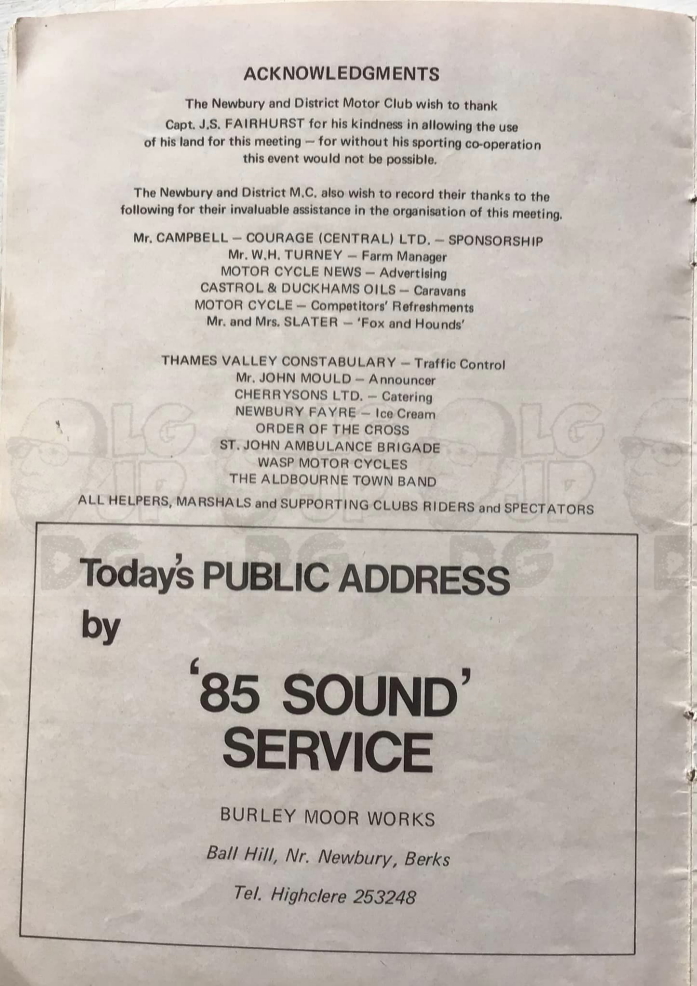 ACKNOWLEDGMENTS
The Newbury and District Motor Club wish to thank
Capt. J.S. FAIRHURST for his kindness in allowing the use
of his land for this meeting — for without his sporting co-operation
this event would not be possible.
The Newbury and District M.C. also wish to record their thanks to the
following for their invaluable assistance in the organisation of this meeting.
Mr. CAMPBELL — COURAGE (CENTRAL) LTD. — SPONSORSHIP
Mr. W.H. TURNEY — Farm Manager
MOTOR CYCLE NEWS — Advertising
CASTROL & DUCKHAMS OILS — Caravans
MOTOR CYCLE — Competitors' Refreshments
Mr. and Mrs. SLATER — 'Fox and Hounds'
THAMES VALLEY CONSTABULARY — Traffic Control
Mr. JOHN MOULD — Announcer
CHERRYSONS LTD. — Catering
NEWBURY FAYRE — Ice Cream
ORDER OF THE CROSS
ST. JOHN AMBULANCE BRIGADE
WASP MOTOR CYCLES
THE ALDBOURNE TOWN BAND
ALL HELPERS, MARSHALS and SUPPORTING CLUBS RIDERS and SPECTATORS
Today's PUBLIC ADDRESS
by
'85 SOUND'
SERVICE
BURLEY MOOR WORKS
Ball Hill, Nr. Newbury, Berks
Tel. Highclere 253248